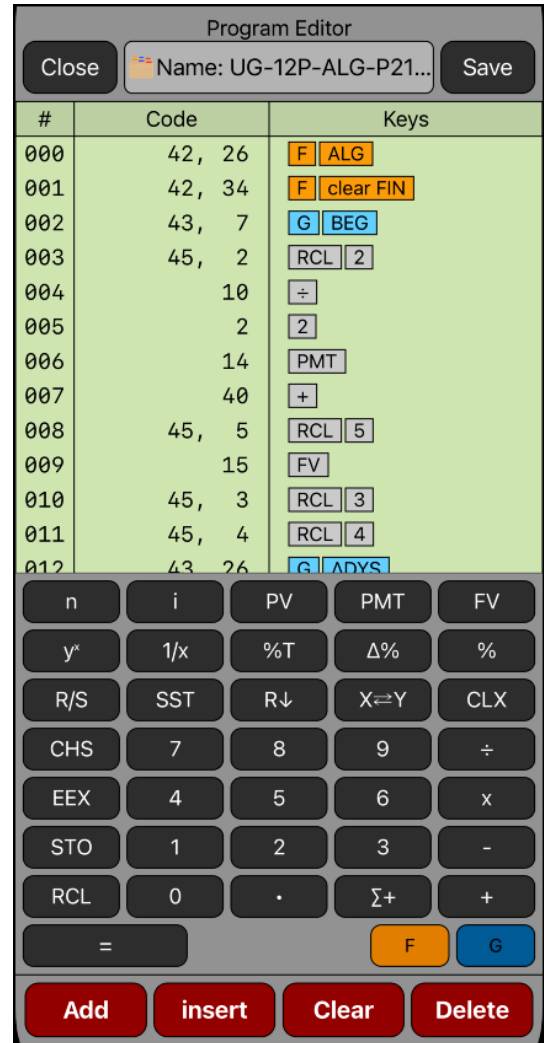 Program Editor
Close Name: UG-12P-ALG-P21... Save
# Code Keys
000 42, 26 F ALG
001 42, 34 F clear FIN
002 43, 7 G BEG
003 45, 2 RCL 2
004 10 ÷
005 2 2
006 14 PMT
007 40 +
008 45, 5 RCL 5
009 15 FV
010 45, 3 RCL 3
011 45, 4 RCL 4
012 43, 26 G ΔDYS
n i PV PMT FV
yˣ 1/x %T Δ% %
R/S SST R↓ X⇄Y CLX
CHS 7 8 9 ÷
EEX 4 5 6 x
STO 1 2 3 -
RCL 0 · ∑+ +
= F G
Add insert Clear Delete